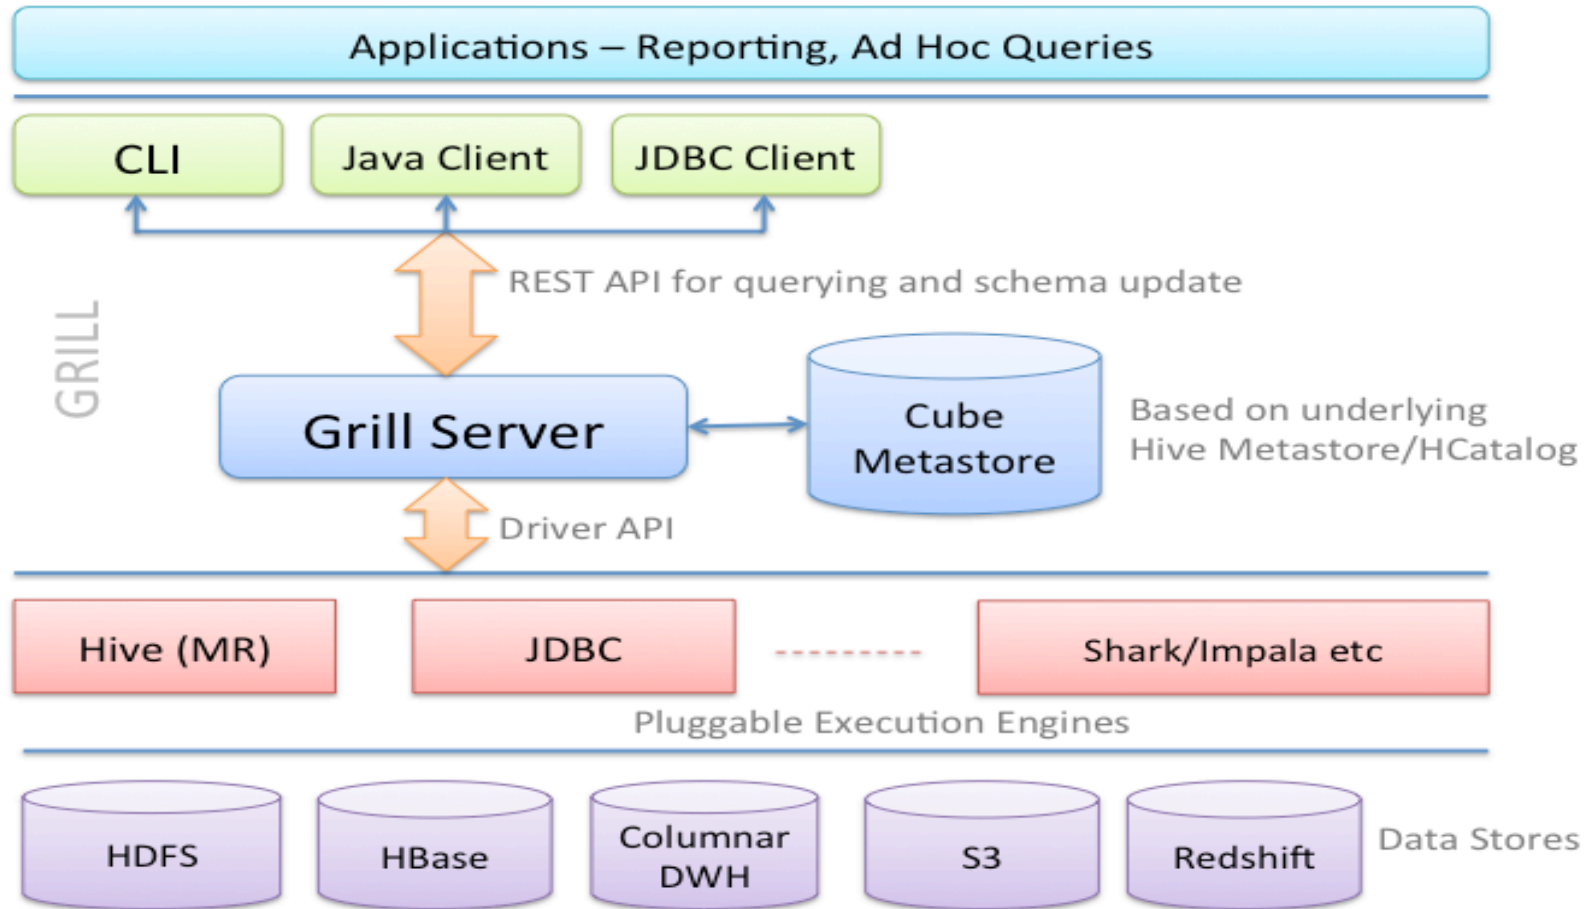 Applications – Reporting, Ad Hoc Queries
CLI
Java Client
JDBC Client
REST API for querying and schema update
GRILL
Grill Server
Cube
Metastore
Based on underlying
Hive Metastore/HCatalog
Driver API
Hive (MR)
JDBC
Shark/Impala etc
Pluggable Execution Engines
HDFS
HBase
Columnar
DWH
S3
Redshift
Data Stores